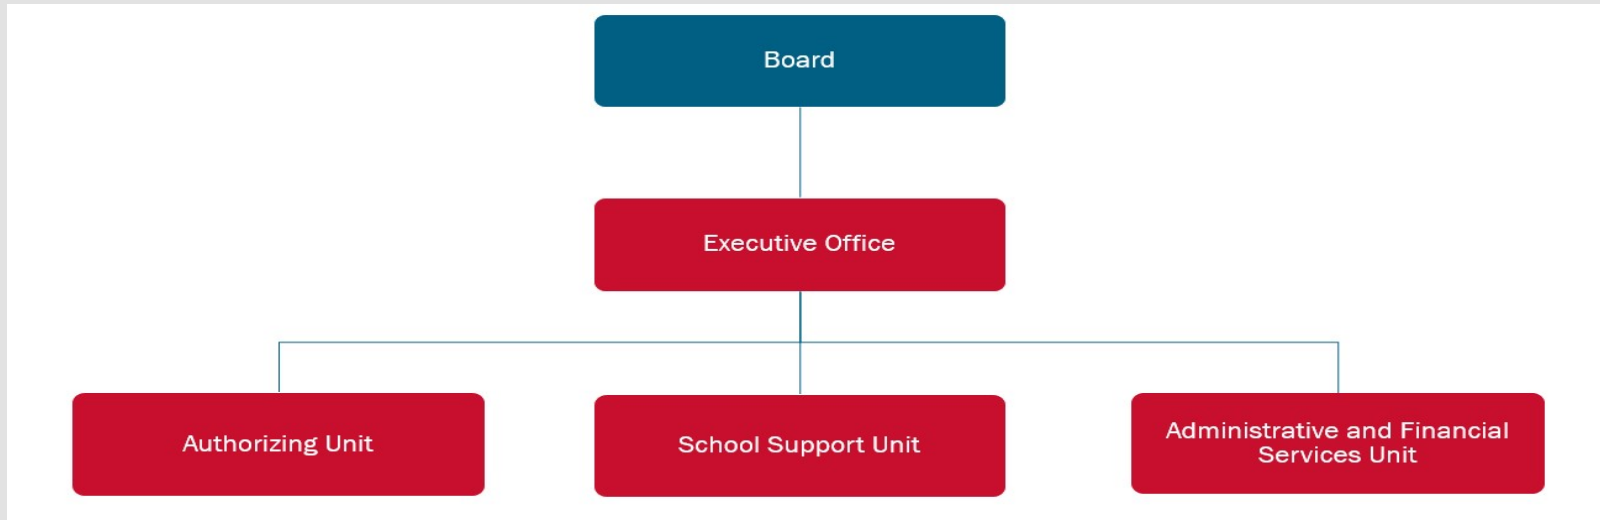 Board
Executive Office
Authorizing Unit
School Support Unit
Administrative and Financial
Services Unit